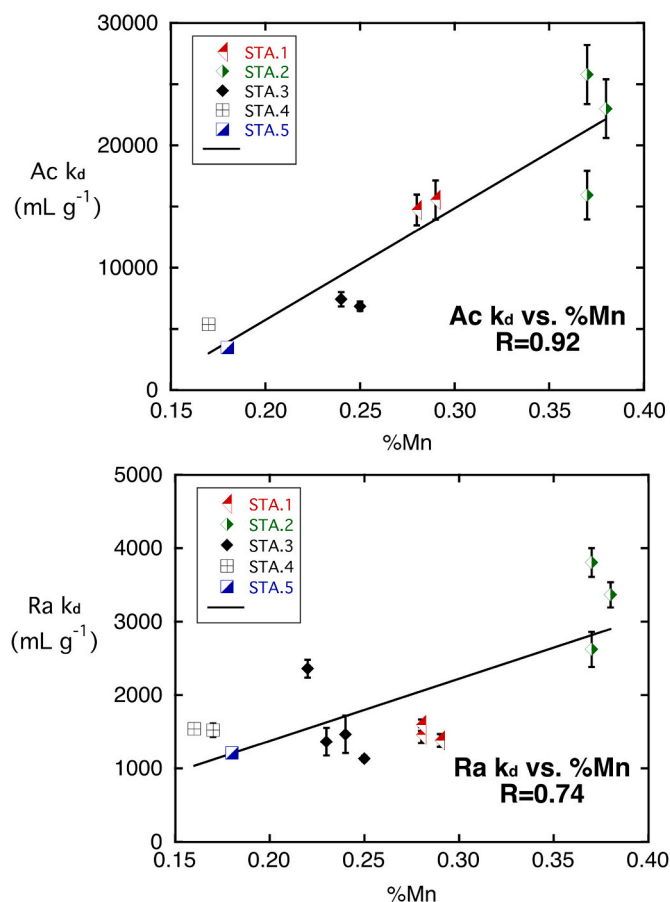 30000
20000
10000
0
Ac kd
(mL g-1)
STA.1
STA.2
STA.3
STA.4
STA.5
Ac kd vs. %Mn
R=0.92
0.15 0.20 0.25 0.30 0.35 0.40
%Mn
5000
4000
3000
2000
1000
0
Ra kd
(mL g-1)
STA.1
STA.2
STA.3
STA.4
STA.5
Ra kd vs. %Mn
R=0.74
0.15 0.20 0.25 0.30 0.35 0.40
%Mn